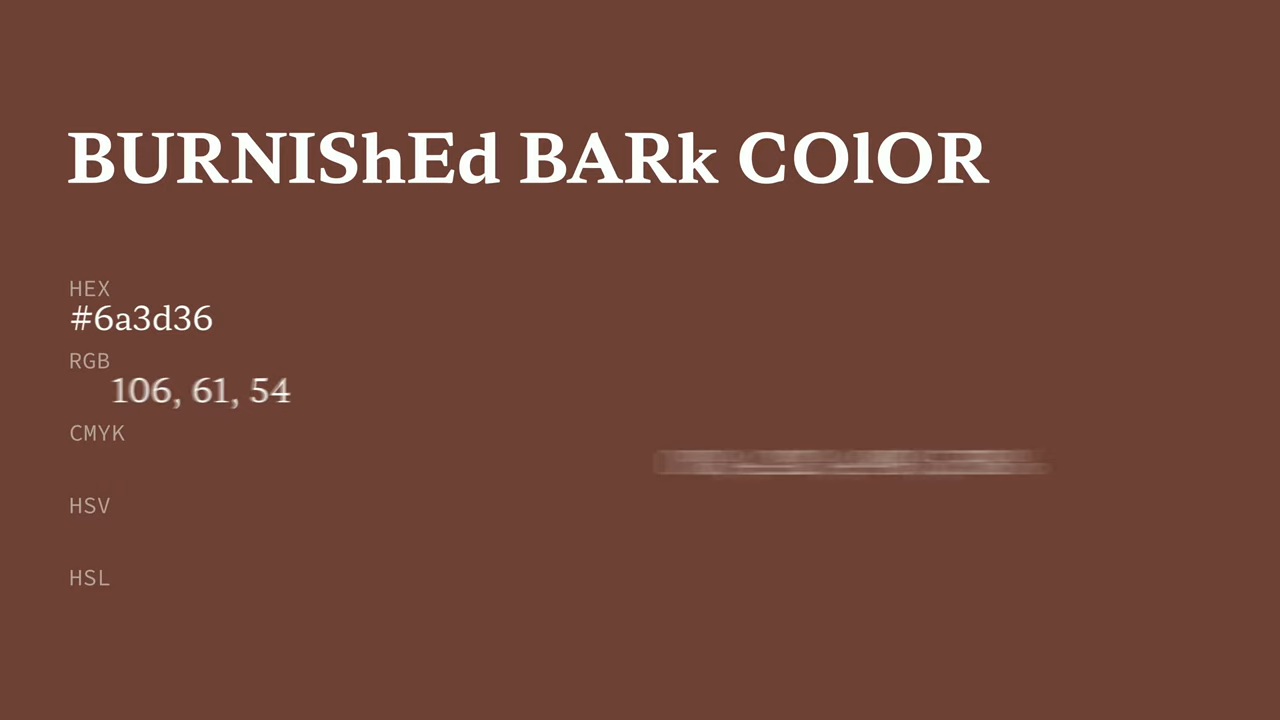 BURNIShEd BARk COlOR
HEX
#6a3d36
RGB
106, 61, 54
CMYK
HSV
HSL